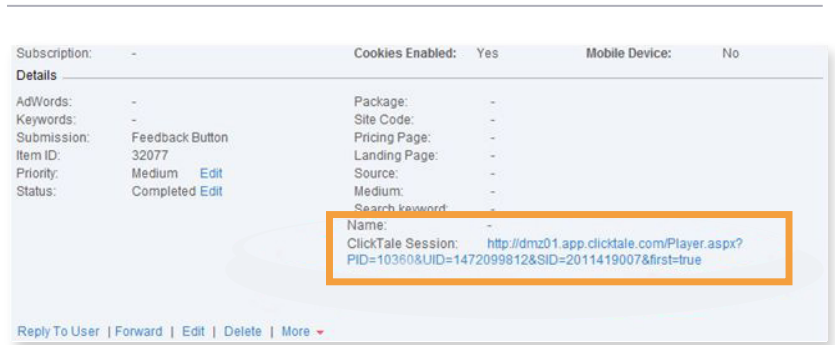 Subscription: - Cookies Enabled: Yes Mobile Device: No
Details
AdWords: - Package: -
Keywords: - Site Code: -
Submission: Feedback Button Pricing Page: -
Item ID: 32077 Landing Page: -
Priority: Medium Edit Source: -
Status: Completed Edit Medium: -
Search keyword: -
Name: -
ClickTale Session: http://dmz01.app.clicktale.com/Player.aspx?
PID=10360&UID=1472099812&SID=2011419007&first=true
Reply To User | Forward | Edit | Delete | More